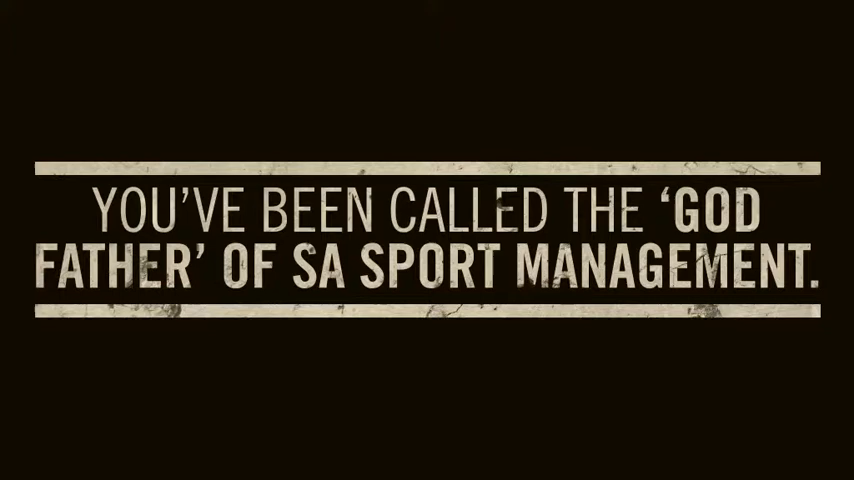 YOU’VE BEEN CALLED THE ‘GOD
FATHER’ OF SA SPORT MANAGEMENT.